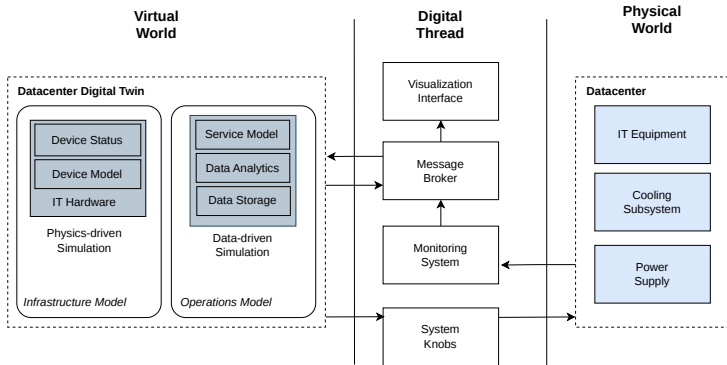 Virtual
World
Digital
Thread
Physical
World
Datacenter Digital Twin
Device Status
Device Model
IT Hardware
Physics-driven
Simulation
Infrastructure Model
Service Model
Data Analytics
Data Storage
Data-driven
Simulation
Operations Model
Visualization
Interface
Message
Broker
Monitoring
System
System
Knobs
Datacenter
IT Equipment
Cooling
Subsystem
Power
Supply